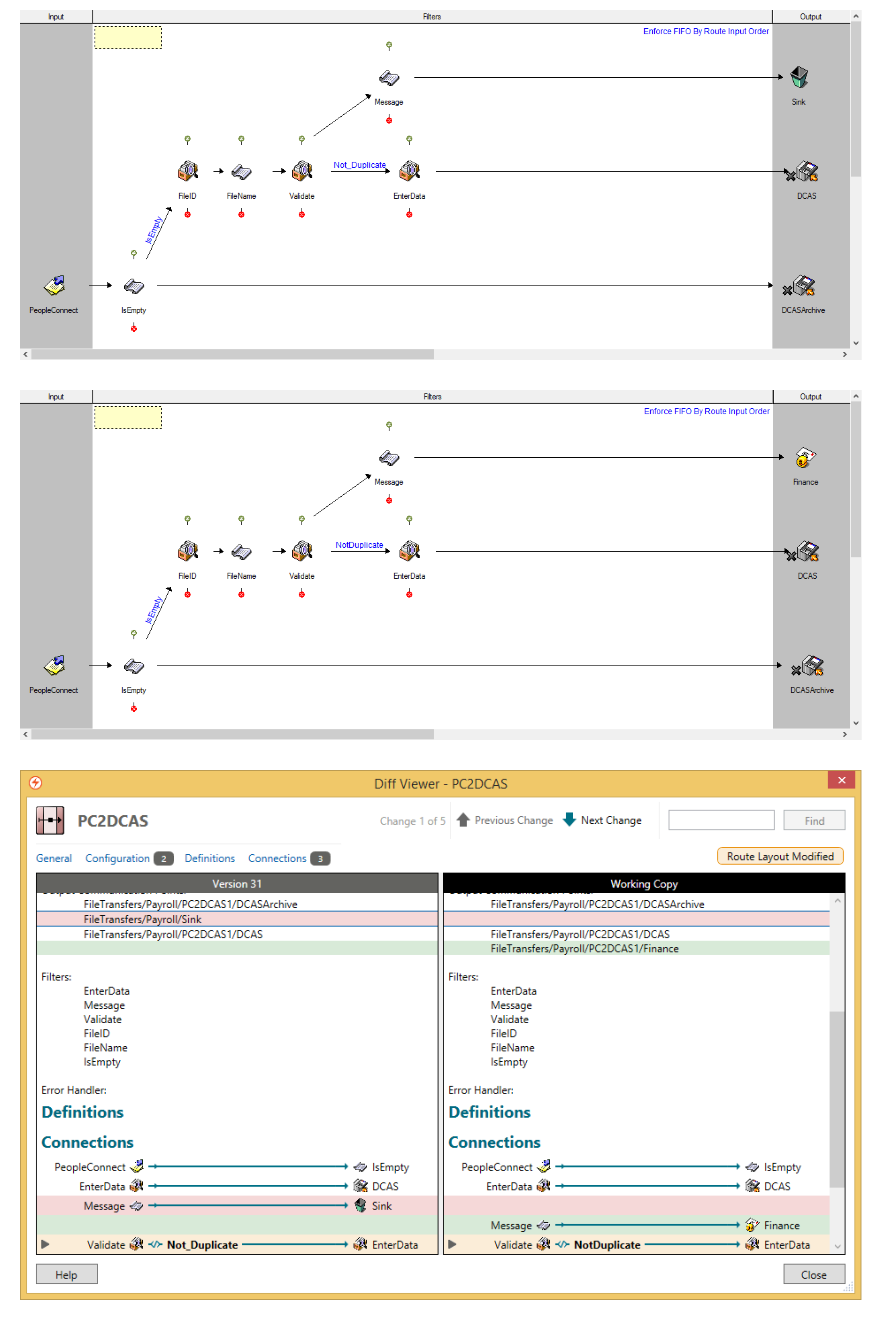 Input Filters Output
Enforce FIFO By Route Input Order
Message
Sink
Not_Duplicate
FileID FileName Validate EnterData DCAS
IsEmpty
PeopleConnect IsEmpty DCASArchive
Input Filters Output
Enforce FIFO By Route Input Order
Message
Finance
NotDuplicate
FileID FileName Validate EnterData DCAS
IsEmpty
PeopleConnect IsEmpty DCASArchive
Diff Viewer - PC2DCAS
PC2DCAS
Change 1 of 5 Previous Change Next Change Find
General Configuration 2 Definitions Connections 3
Route Layout Modified
Version 31
Output Communication Points:
FileTransfers/Payroll/PC2DCAS1/DCASArchive
FileTransfers/Payroll/Sink
FileTransfers/Payroll/PC2DCAS1/DCAS
Filters:
EnterData
Message
Validate
FileID
FileName
IsEmpty
Error Handler:
Definitions
Connections
PeopleConnect IsEmpty
EnterData DCAS
Message Sink
Validate Not_Duplicate EnterData
Working Copy
Output Communication Points:
FileTransfers/Payroll/PC2DCAS1/DCASArchive
FileTransfers/Payroll/PC2DCAS1/DCAS
FileTransfers/Payroll/PC2DCAS1/Finance
Filters:
EnterData
Message
Validate
FileID
FileName
IsEmpty
Error Handler:
Definitions
Connections
PeopleConnect IsEmpty
EnterData DCAS
Message Finance
Validate NotDuplicate EnterData
Help
Close